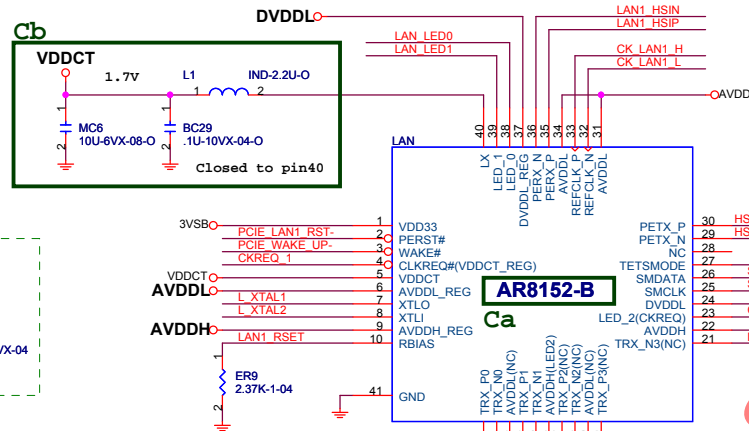 DVDDL
LAN1_HSIN
LAN1_HSIP
Cb
LAN_LED0
LAN_LED1
CK_LAN1_H
CK_LAN1_L
VDDCT
1.7V
L1
IND-2.2U-O
1
2
AVDD
1
MC6
10U-6VX-08-O
2
1
BC29
.1U-10VX-04-O
2
Closed to pin40
40
39
38
37
36
35
34
33
32
31
LAN
LX
LED_1
LED_0
DVDDL_REG
PERX_N
PERX_P
AVDDL
REFCLK_P
REFCLK_N
AVDDL
3VSB
1
VDD33
PCIE_LAN1_RST-
2
PERST#
PCIE_WAKE_UP-
3
WAKE#
CKREQ_1
4
CLKREQ#(VDDCT_REG)
VDDCT
5
VDDCT
AVDDL
6
AVDDL_REG
L_XTAL1
7
XTLO
L_XTAL2
8
XTLI
AVDDH
9
AVDDH_REG
LAN1_RSET
10
RBIAS
AR8152-B
Ca
PETX_P
30
HS
PETX_N
29
HS
NC
28
TETSMODE
27
SMDATA
26
SMCLK
25
DVDDL
24
LED_2(CKREQ)
23
AVDDH
22
TRX_N3(NC)
21
VX-04
1
ER9
2.37K-1-04
2
41
GND
TRX_P0
TRX_N0
AVDDL(NC)
TRX_P1
TRX_N1
AVDDH(LED2)
TRX_P2(NC)
TRX_N2(NC)
AVDDL(NC)
TRX_P3(NC)